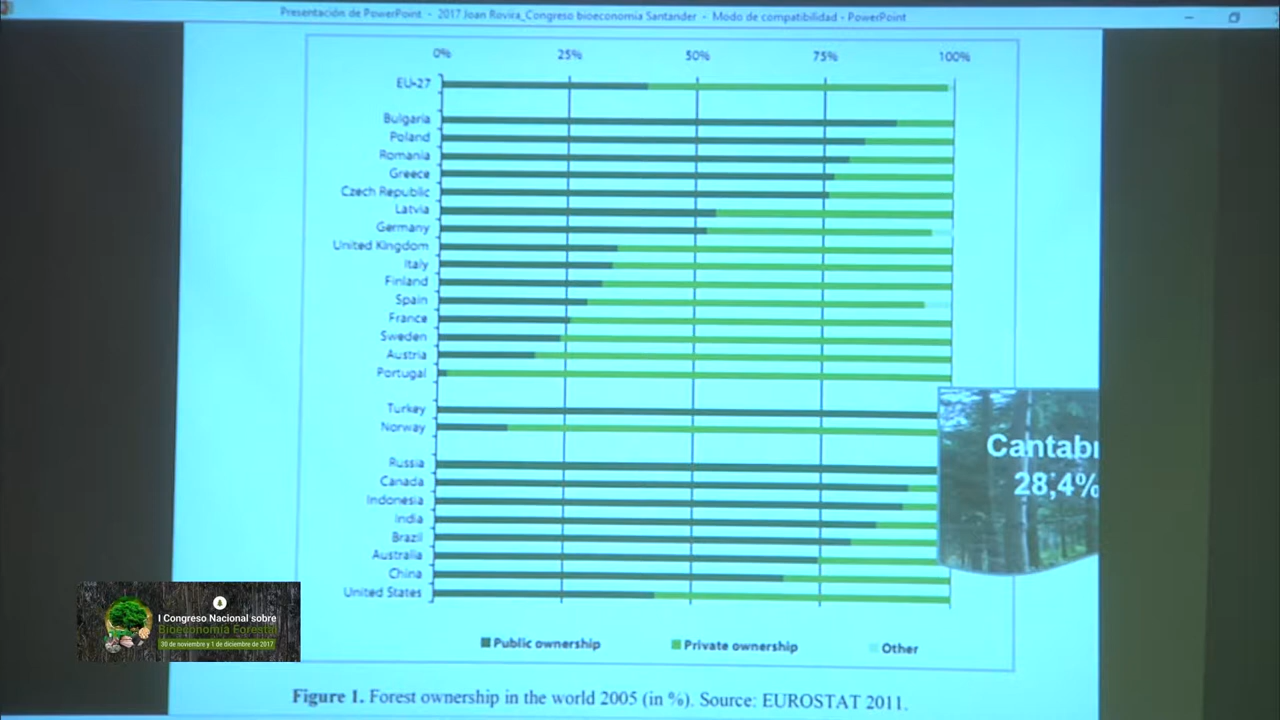 Presentación de PowerPoint - 2017 Joan Rovira_Congreso bioeconomía Santander - Modo de compatibilidad - PowerPoint
0% 25% 50% 75% 100%
EU-27
Bulgaria
Poland
Romania
Greece
Czech Republic
Latvia
Germany
United Kingdom
Italy
Finland
Spain
France
Sweden
Austria
Portugal
Turkey
Norway
Russia
Canada
Indonesia
India
Brazil
Australia
China
United States
Cantabr
28,4%
I Congreso Nacional sobre
Bioeconomía Forestal
30 de noviembre y 1 de diciembre de 2017
Public ownership Private ownership Other
Figure 1. Forest ownership in the world 2005 (in %). Source: EUROSTAT 2011.